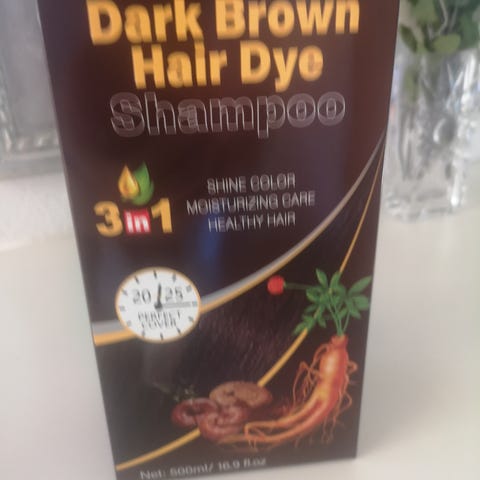 Dark Brown
Hair Dye
Shampoo
3in1
SHINE COLOR
MOISTURIZING CARE
HEALTHY HAIR
20 25
PERFECT
COVER
Net: 500ml/ 16.9 fl.oz